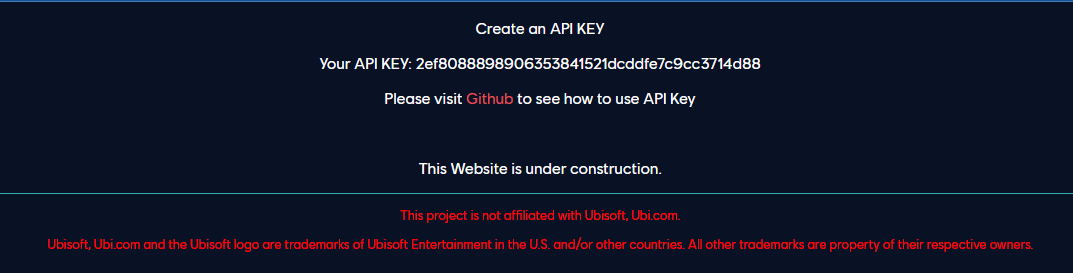 Create an API KEY
Your API KEY: 2ef8088898906353841521dcddfe7c9cc3714d88
Please visit Github to see how to use API Key
This Website is under construction.
This project is not affiliated with Ubisoft, Ubi.com.
Ubisoft, Ubi.com and the Ubisoft logo are trademarks of Ubisoft Entertainment in the U.S. and/or other countries. All other trademarks are property of their respective owners.